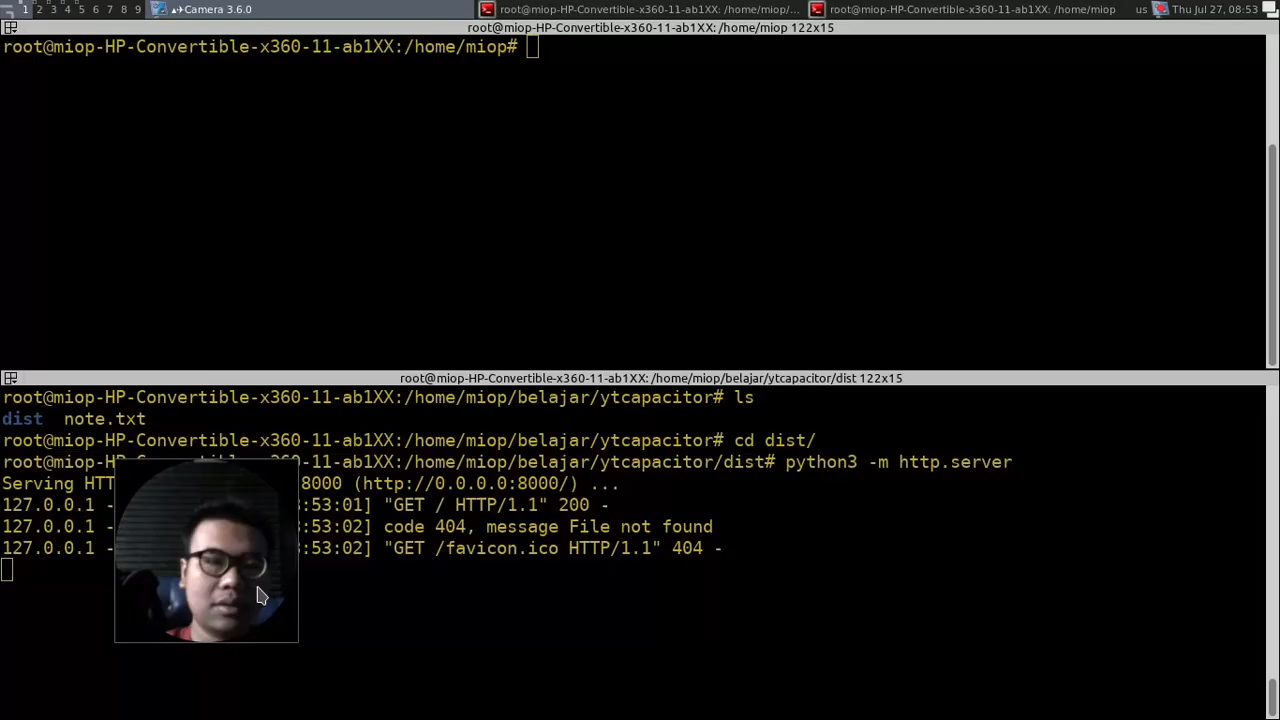 1 2 3 4 5 6 7 8 9 Camera 3.6.0 root@miop-HP-Convertible-x360-11-ab1XX: /home/miop/... root@miop-HP-Convertible-x360-11-ab1XX: /home/miop us Thu Jul 27, 08:53
root@miop-HP-Convertible-x360-11-ab1XX: /home/miop 122x15
root@miop-HP-Convertible-x360-11-ab1XX:/home/miop#
root@miop-HP-Convertible-x360-11-ab1XX: /home/miop/belajar/ytcapacitor/dist 122x15
root@miop-HP-Convertible-x360-11-ab1XX:/home/miop/belajar/ytcapacitor# ls
dist note.txt
root@miop-HP-Convertible-x360-11-ab1XX:/home/miop/belajar/ytcapacitor# cd dist/
root@miop-HP-Convertible-x360-11-ab1XX:/home/miop/belajar/ytcapacitor/dist# python3 -m http.server
Serving HTT 8000 (http://0.0.0.0:8000/) ...
127.0.0.1 - :53:01] "GET / HTTP/1.1" 200 -
127.0.0.1 - :53:02] code 404, message File not found
127.0.0.1 - :53:02] "GET /favicon.ico HTTP/1.1" 404 -